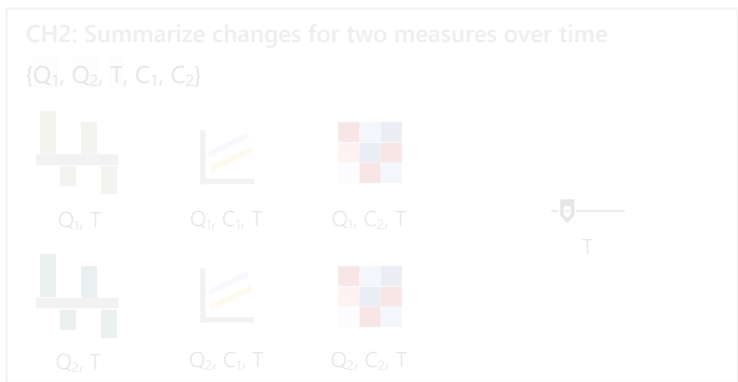 CH2: Summarize changes for two measures over time
{Q₁, Q₂, T, C₁, C₂}
Q₁, T
Q₁, C₁, T
Q₁, C₂, T
T
Q₂, T
Q₂, C₁, T
Q₂, C₂, T